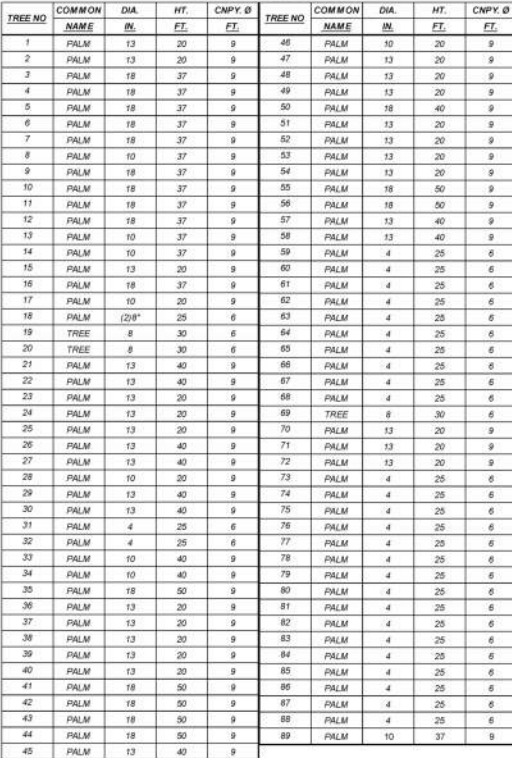 TREE NO COMMON NAME DIA. IN. HT. FT. CNPY. Ø FT.
1 PALM 13 20 9
2 PALM 13 20 9
3 PALM 18 37 9
4 PALM 18 37 9
5 PALM 18 37 9
6 PALM 18 37 9
7 PALM 18 37 9
8 PALM 10 37 9
9 PALM 18 37 9
10 PALM 18 37 9
11 PALM 18 37 9
12 PALM 18 37 9
13 PALM 10 37 9
14 PALM 10 37 9
15 PALM 13 20 9
16 PALM 18 37 9
17 PALM 10 20 9
18 PALM (2)8" 25 6
19 TREE 8 30 6
20 TREE 8 30 6
21 PALM 13 40 9
22 PALM 13 40 9
23 PALM 13 20 9
24 PALM 13 20 9
25 PALM 13 20 9
26 PALM 13 40 9
27 PALM 13 40 9
28 PALM 10 20 9
29 PALM 13 40 9
30 PALM 13 40 9
31 PALM 4 25 6
32 PALM 4 25 6
33 PALM 10 40 9
34 PALM 10 40 9
35 PALM 18 50 9
36 PALM 13 20 9
37 PALM 13 20 9
38 PALM 13 20 9
39 PALM 13 20 9
40 PALM 13 20 9
41 PALM 18 50 9
42 PALM 18 50 9
43 PALM 18 50 9
44 PALM 18 50 9
45 PALM 13 40 9
TREE NO COMMON NAME DIA. IN. HT. FT. CNPY. Ø FT.
46 PALM 10 20 9
47 PALM 13 20 9
48 PALM 13 20 9
49 PALM 13 20 9
50 PALM 18 40 9
51 PALM 13 20 9
52 PALM 13 20 9
53 PALM 13 20 9
54 PALM 13 20 9
55 PALM 18 50 9
56 PALM 18 50 9
57 PALM 13 40 9
58 PALM 13 40 9
59 PALM 4 25 6
60 PALM 4 25 6
61 PALM 4 25 6
62 PALM 4 25 6
63 PALM 4 25 6
64 PALM 4 25 6
65 PALM 4 25 6
66 PALM 4 25 6
67 PALM 4 25 6
68 PALM 4 25 6
69 TREE 8 30 6
70 PALM 13 20 9
71 PALM 13 20 9
72 PALM 13 20 9
73 PALM 4 25 6
74 PALM 4 25 6
75 PALM 4 25 6
76 PALM 4 25 6
77 PALM 4 25 6
78 PALM 4 25 6
79 PALM 4 25 6
80 PALM 4 25 6
81 PALM 4 25 6
82 PALM 4 25 6
83 PALM 4 25 6
84 PALM 4 25 6
85 PALM 4 25 6
86 PALM 4 25 6
87 PALM 4 25 6
88 PALM 4 25 6
89 PALM 10 37 9